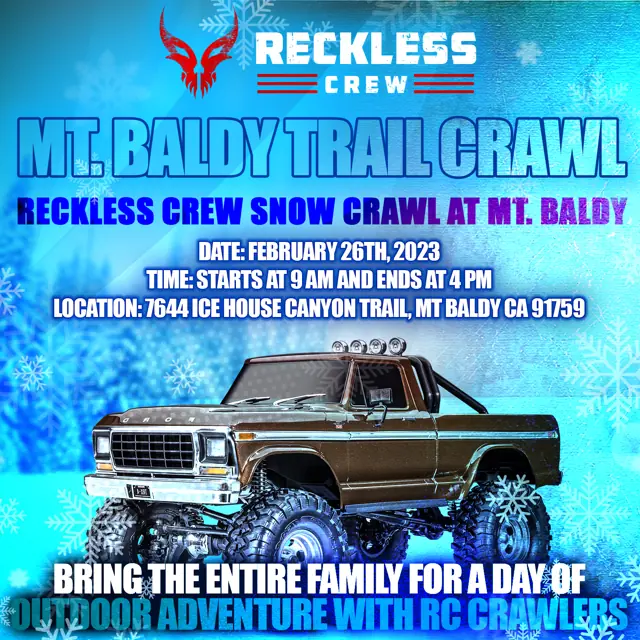 RECKLESS
CREW
MT. BALDY TRAIL CRAWL
RECKLESS CREW SNOW CRAWL AT MT. BALDY
DATE: FEBRUARY 26TH, 2023
TIME: STARTS AT 9 AM AND ENDS AT 4 PM
LOCATION: 7644 ICE HOUSE CANYON TRAIL, MT BALDY CA 91759
BRING THE ENTIRE FAMILY FOR A DAY OF
OUTDOOR ADVENTURE WITH RC CRAWLERS